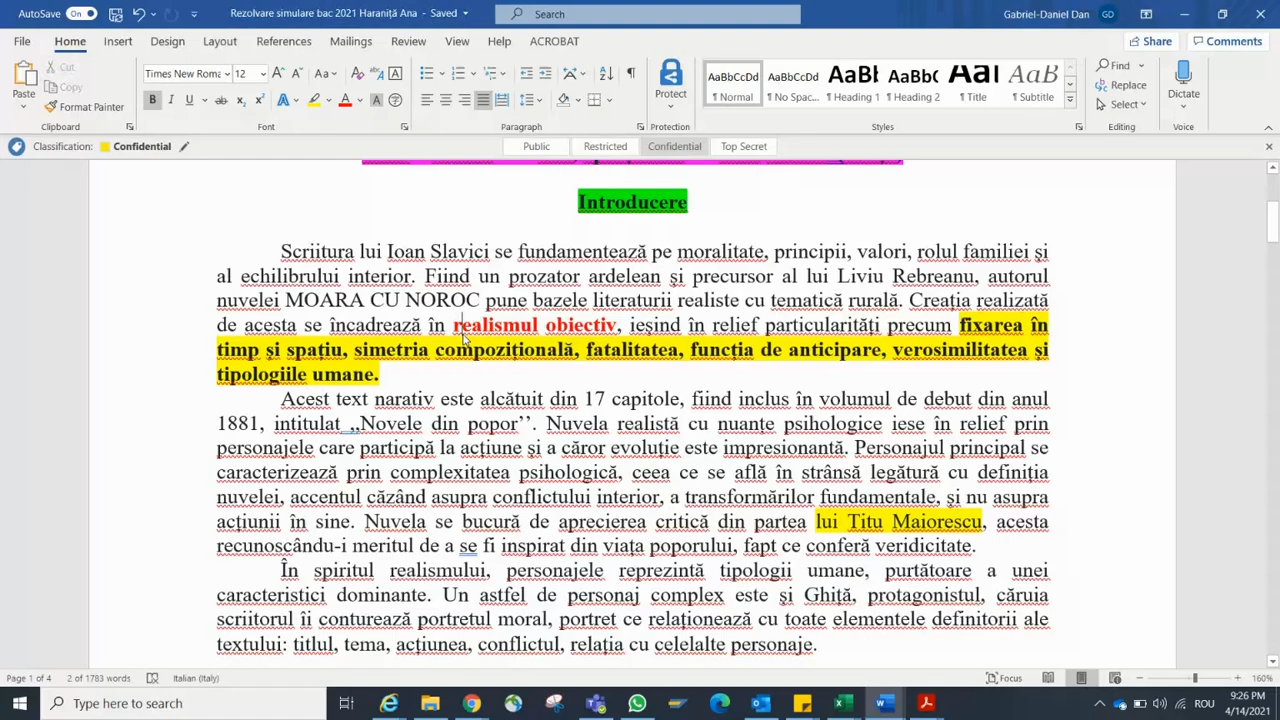 AutoSave On Rezolvare simulare bac 2021 Haraniță Ana - Saved Search Gabriel-Daniel Dan GD
File Home Insert Design Layout References Mailings Review View Help ACROBAT Share Comments
Paste Cut Copy Format Painter
Times New Roma 12 Aa
AaBbCcDd AaBbCcDd AaBb AaBbC AaB AaB
¶ Normal ¶ No Spac... ¶ Heading 1 ¶ Heading 2 ¶ Title ¶ Subtitle
Protect
Find
Replace
Select
Dictate
Clipboard Font Paragraph Protection Styles Editing Voice
Classification: Confidential Public Restricted Confidential Top Secret
Introducere
Scriitura lui Ioan Slavici se fundamentează pe moralitate, principii, valori, rolul familiei și
al echilibrului interior. Fiind un prozator ardelean și precursor al lui Liviu Rebreanu, autorul
nuvelei MOARA CU NOROC pune bazele literaturii realiste cu tematică rurală. Creația realizată
de acesta se încadrează în realismul obiectiv, ieșind în relief particularități precum fixarea în
timp și spațiu, simetria compozițională, fatalitatea, funcția de anticipare, verosimilitatea și
tipologiile umane.
Acest text narativ este alcătuit din 17 capitole, fiind inclus în volumul de debut din anul
1881, intitulat ,,Novele din popor’’. Nuvela realistă cu nuanțe psihologice iese în relief prin
personajele care participă la acțiune și a căror evoluție este impresionantă. Personajul principal se
caracterizează prin complexitatea psihologică, ceea ce se află în strânsă legătură cu definiția
nuvelei, accentul căzând asupra conflictului interior, a transformărilor fundamentale, și nu asupra
acțiunii în sine. Nuvela se bucură de aprecierea critică din partea lui Titu Maiorescu, acesta
recunoscându-i meritul de a se fi inspirat din viața poporului, fapt ce conferă veridicitate.
În spiritul realismului, personajele reprezintă tipologii umane, purtătoare a unei
caracteristici dominante. Un astfel de personaj complex este și Ghiță, protagonistul, căruia
scriitorul îi conturează portretul moral, portret ce relaționează cu toate elementele definitorii ale
textului: titlul, tema, acțiunea, conflictul, relația cu celelalte personaje.
Page 1 of 4 2 of 1783 words Italian (Italy) Focus 160%
Type here to search ROU 9:26 PM
4/14/2021